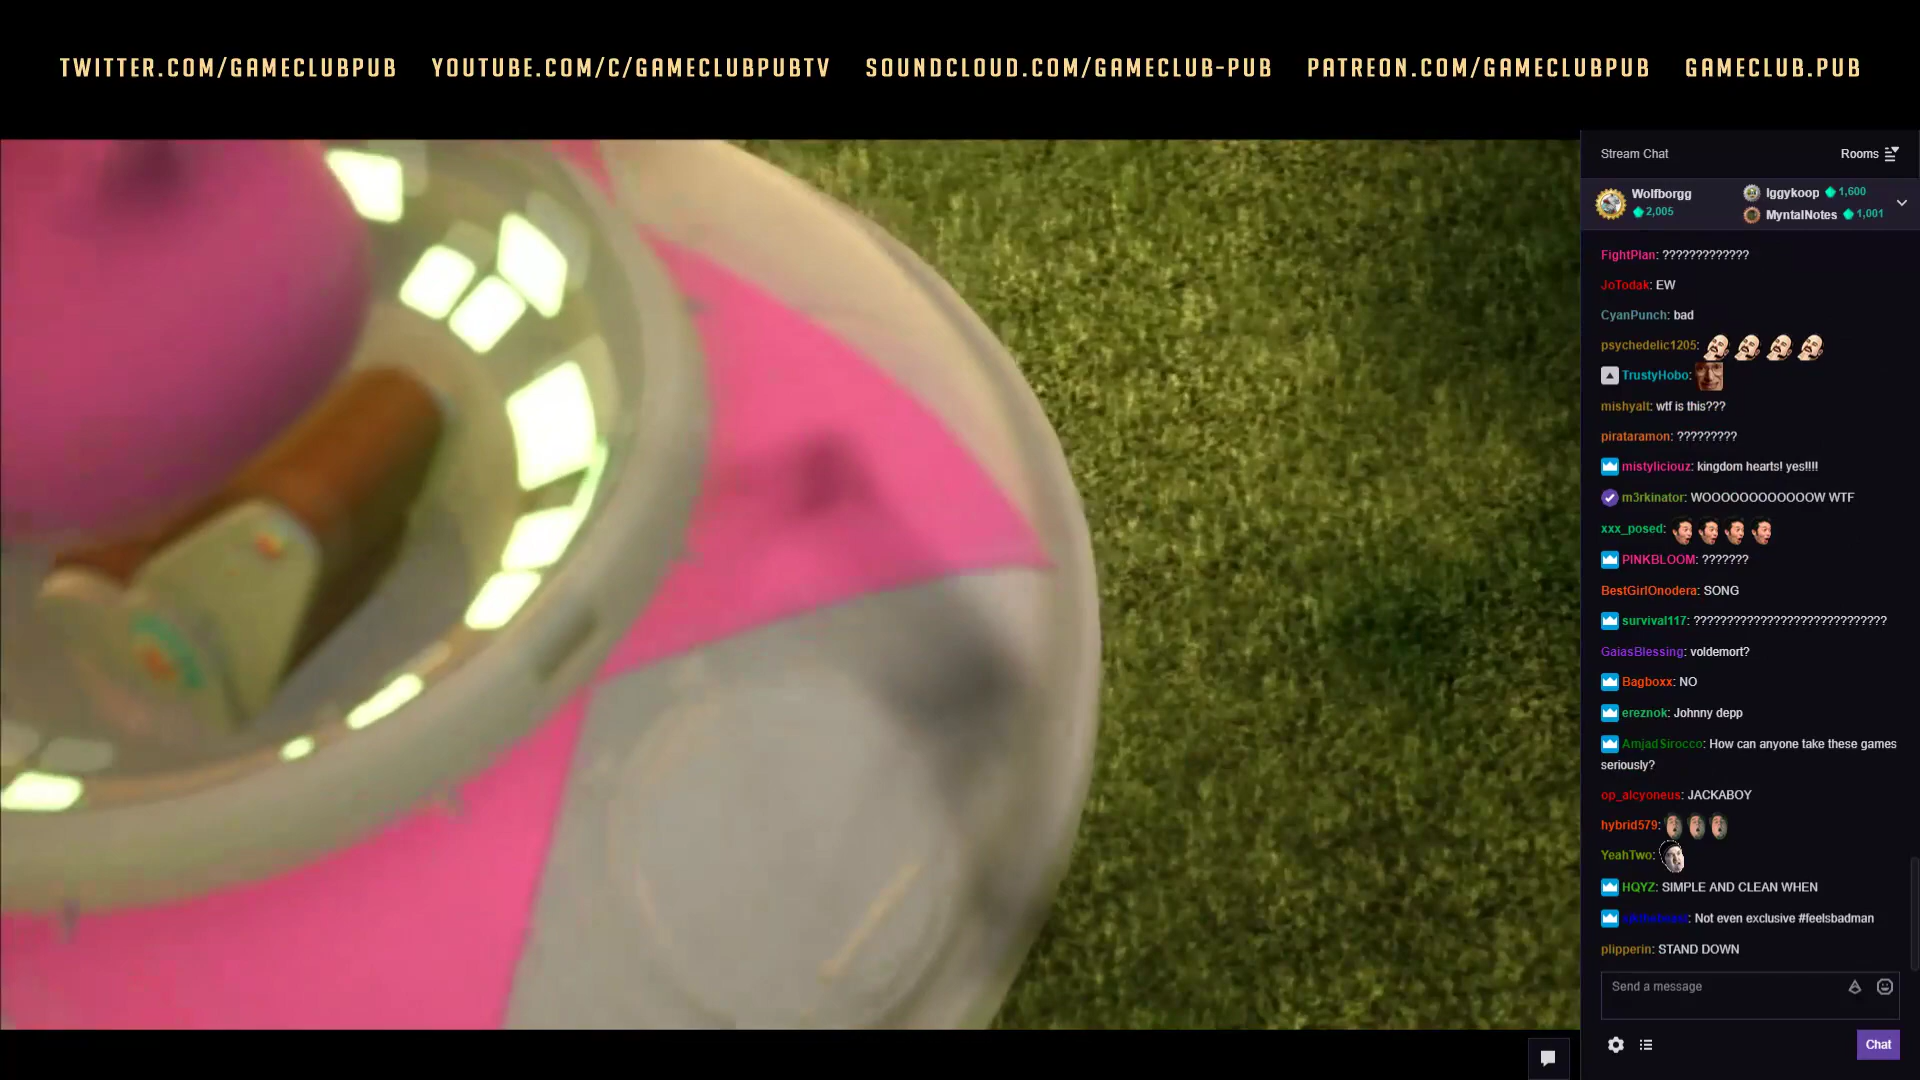 TWITTER.COM/GAMECLUBPUB YOUTUBE.COM/C/GAMECLUBPUBTV SOUNDCLOUD.COM/GAMECLUB-PUB PATREON.COM/GAMECLUBPUB GAMECLUB.PUB
Stream Chat Rooms
Wolfborgg 2,005
Iggykoop 1,600
MyntalNotes 1,001
FightPlan: ?????????????
JoTodak: EW
CyanPunch: bad
psychedelic1205:
TrustyHobo:
mishyalt: wtf is this???
pirataramon: ?????????
mistyliciouz: kingdom hearts! yes!!!!
m3rkinator: WOOOOOOOOOOOOW WTF
xxx_posed:
PINKBLOOM: ???????
BestGirlOnodera: SONG
survival117: ?????????????????????????????
GaiasBlessing: voldemort?
Bagboxx: NO
ereznok: Johnny depp
AmjadSirocco: How can anyone take these games
seriously?
op_alcyoneus: JACKABOY
hybrid579:
YeahTwo:
HQYZ: SIMPLE AND CLEAN WHEN
: Not even exclusive #feelsbadman
plipperin: STAND DOWN
Send a message
Chat